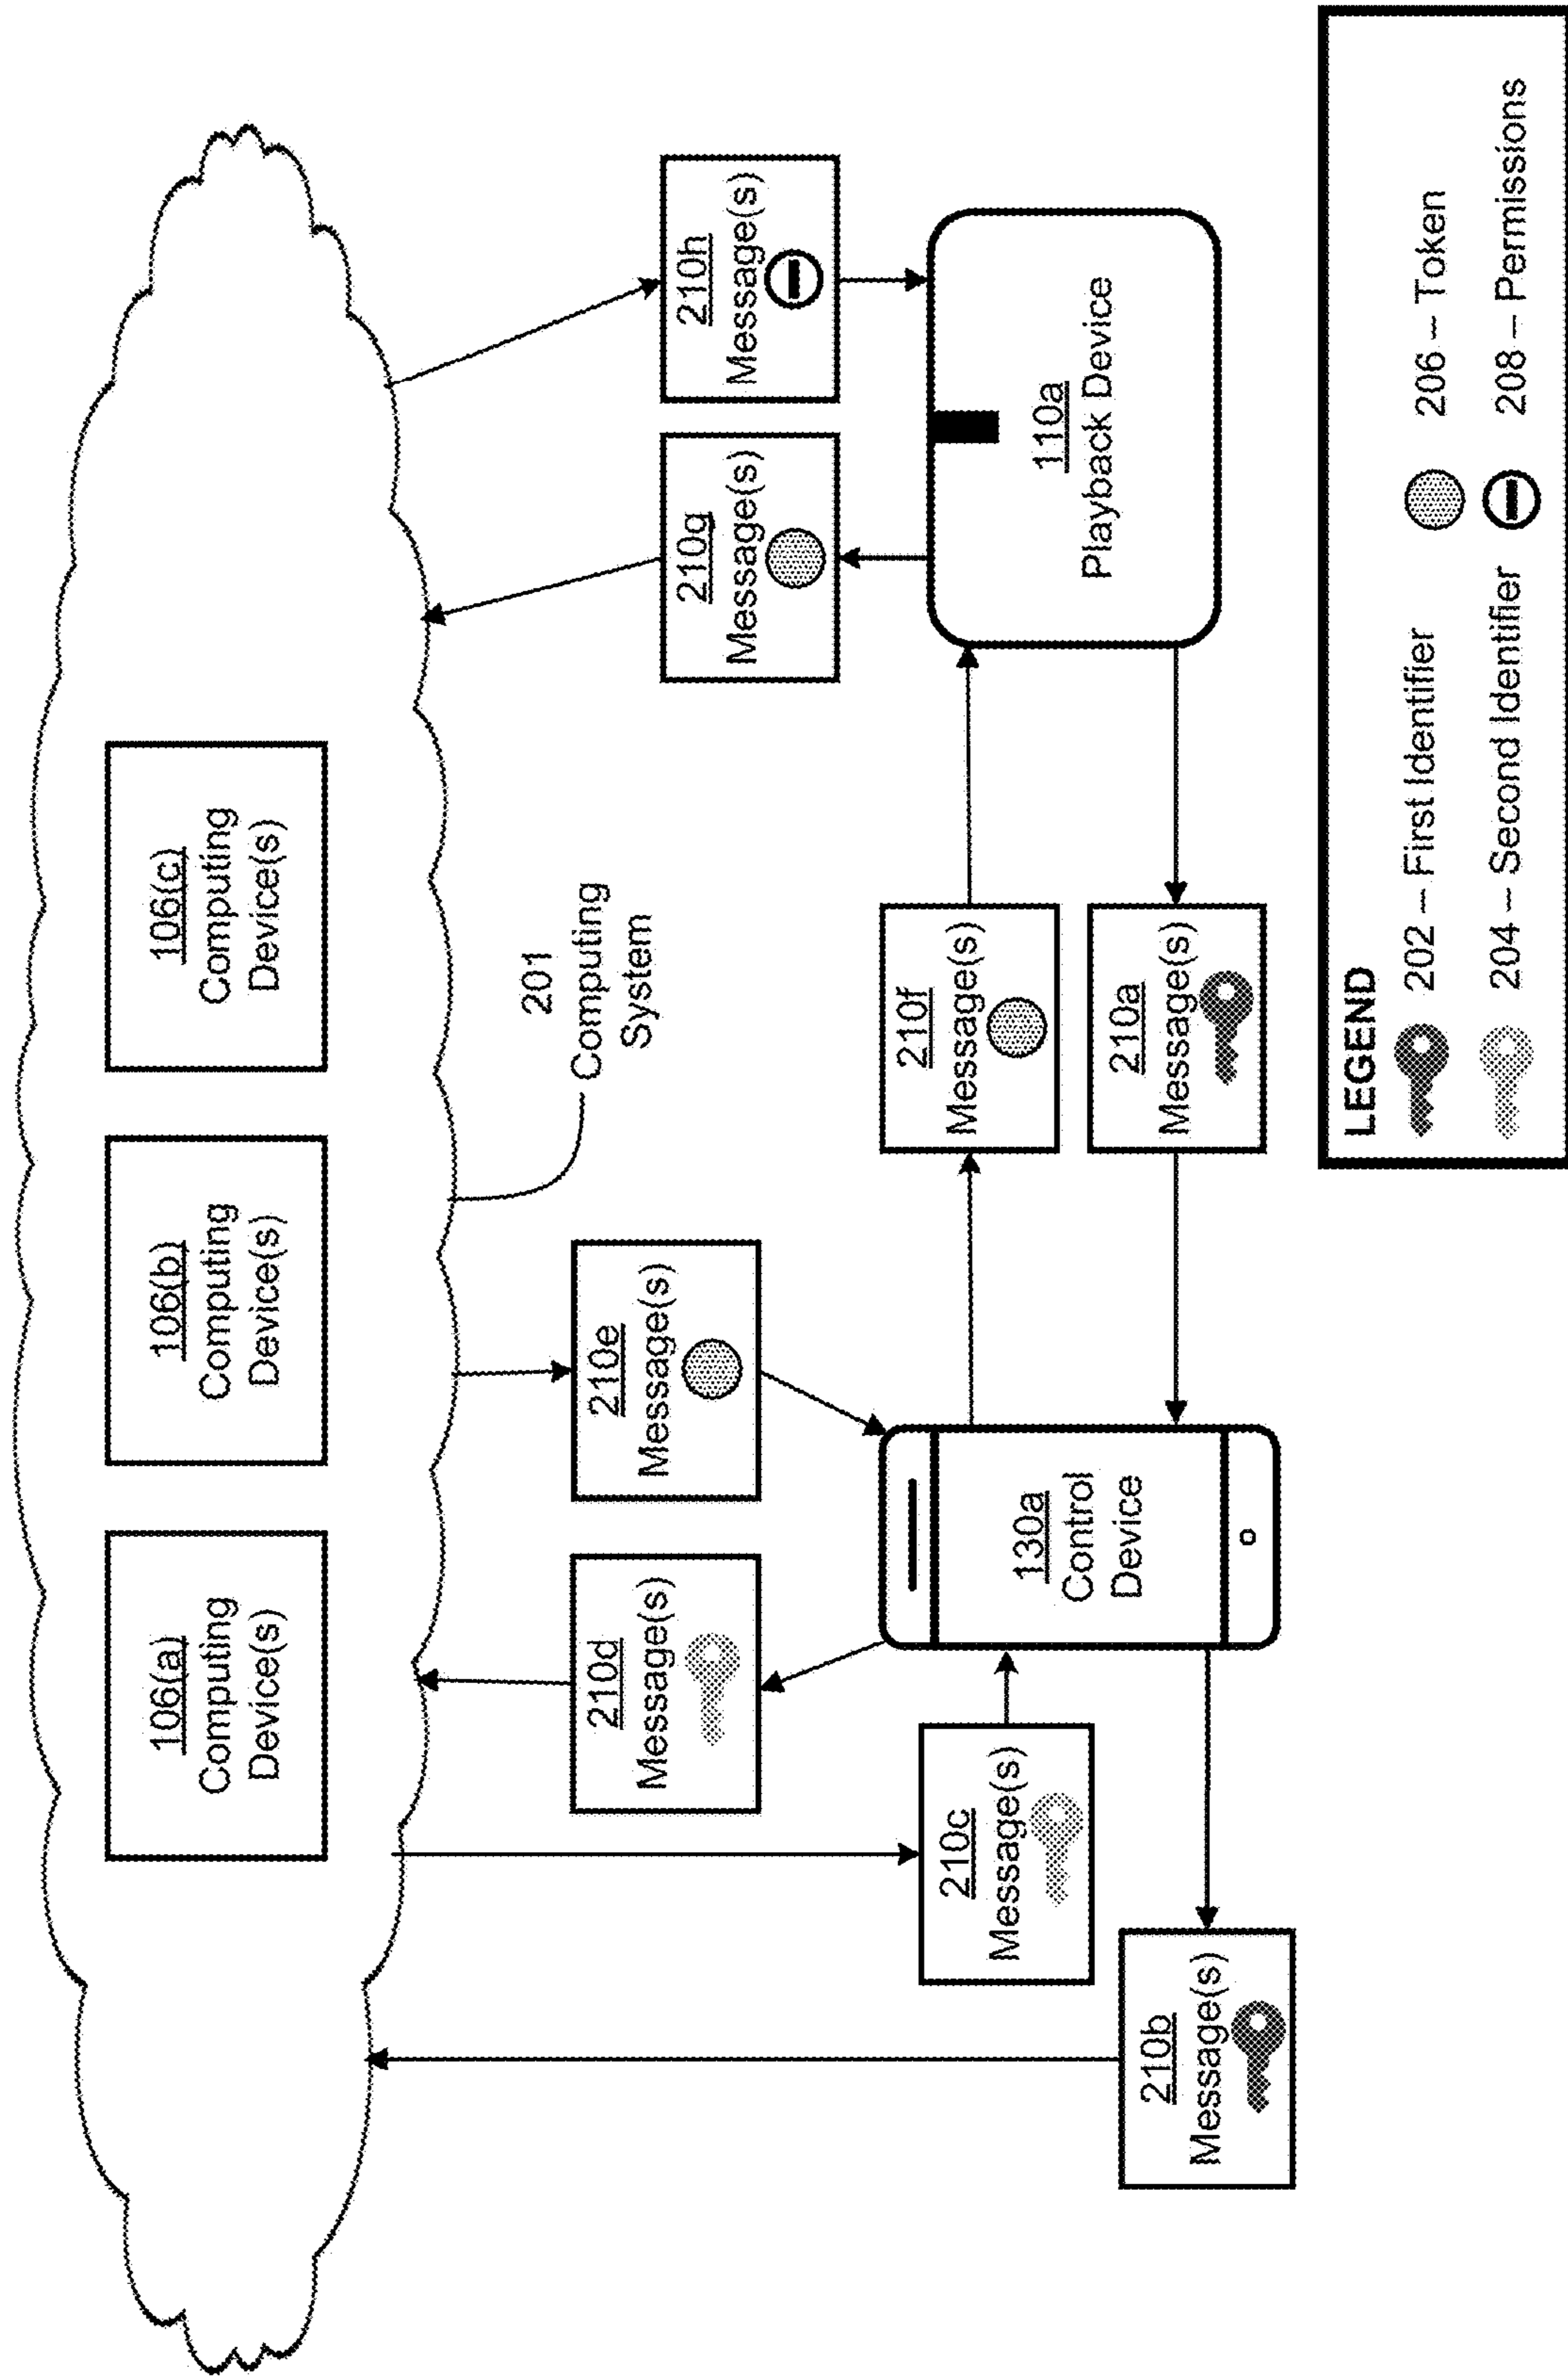 106(a)
Computing
Device(s)
106(b)
Computing
Device(s)
106(c)
Computing
Device(s)
201
Computing
System
210d
Message(s)
210e
Message(s)
210g
Message(s)
210h
Message(s)
210c
Message(s)
130a
Control
Device
210f
Message(s)
110a
Playback Device
210b
Message(s)
210a
Message(s)
LEGEND
202 – First Identifier
206 – Token
204 – Second Identifier
208 – Permissions